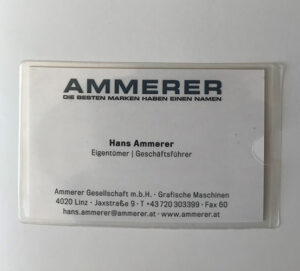 AMMERER
DIE BESTEN MARKEN HABEN EINEN NAMEN
Hans Ammerer
Eigentümer | Geschäftsführer
Ammerer Gesellschaft m.b.H. · Grafische Maschinen
4020 Linz · Jaxstraße 9 · T +43 720 303399 · Fax 60
hans.ammerer@ammerer.at · www.ammerer.at